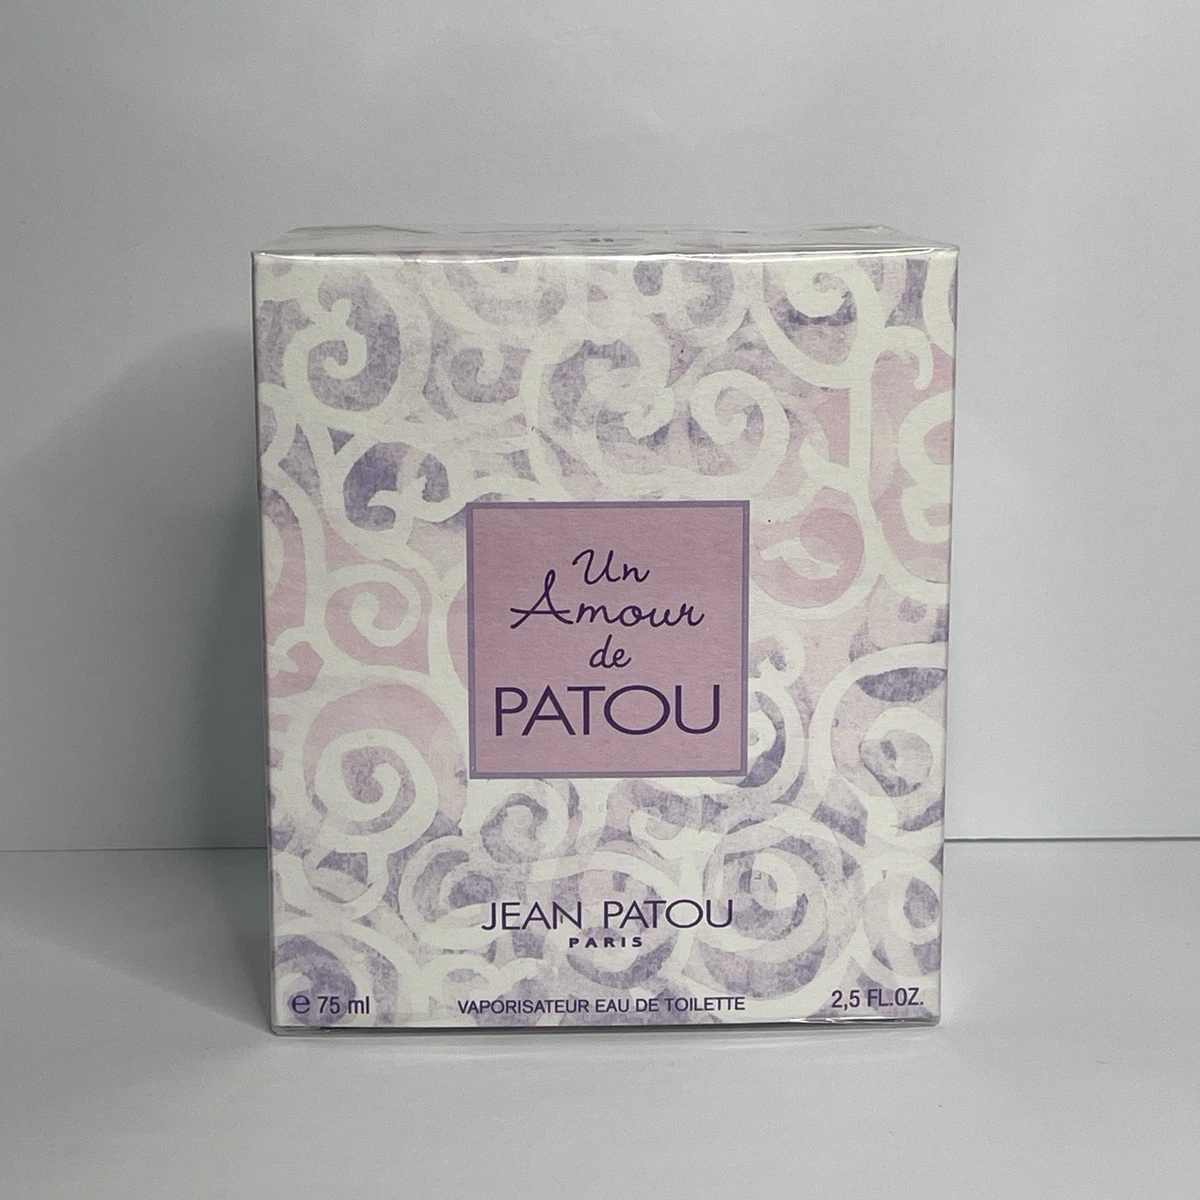 Un
Amour
de
PATOU
JEAN PATOU
PARIS
℮ 75 ml
VAPORISATEUR EAU DE TOILETTE
2,5 FL.OZ.